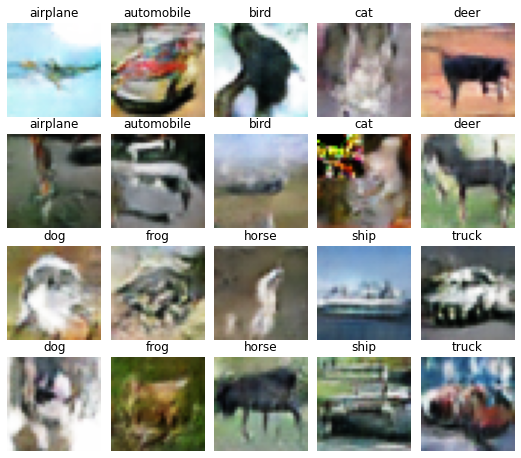 airplane automobile bird cat deer
airplane automobile bird cat deer
dog frog horse ship truck
dog frog horse ship truck